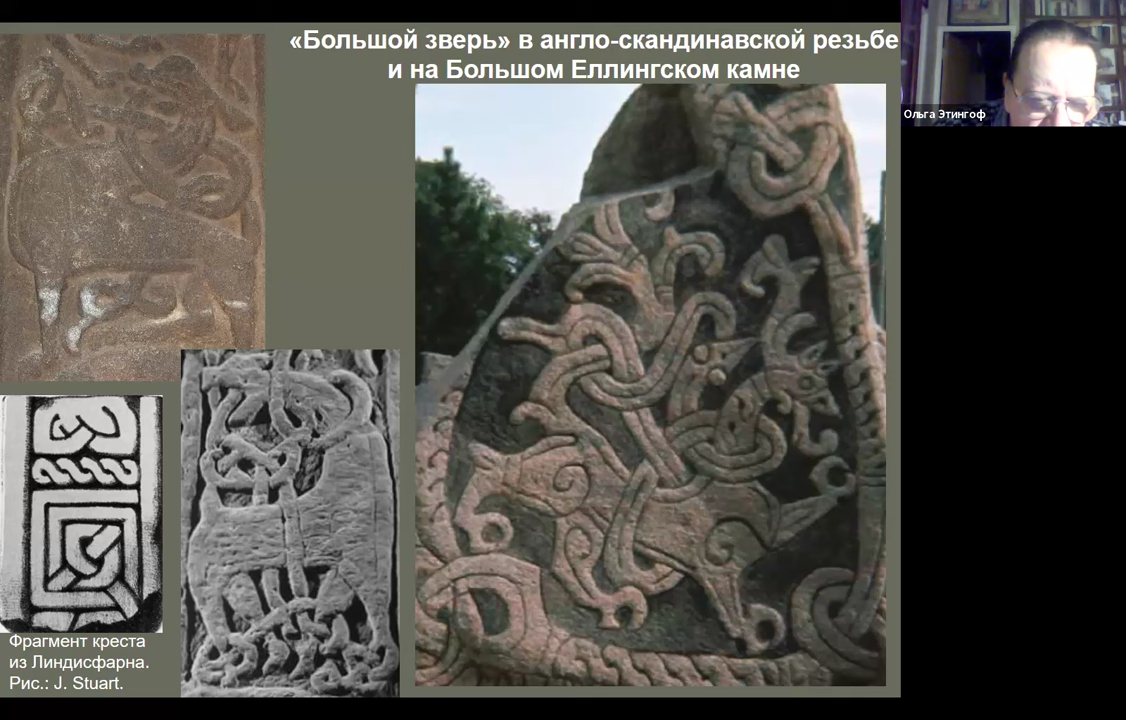 «Большой зверь» в англо-скандинавской резьбе
и на Большом Еллингском камне
Ольга Этингоф
Фрагмент креста
из Линдисфарна.
Рис.: J. Stuart.